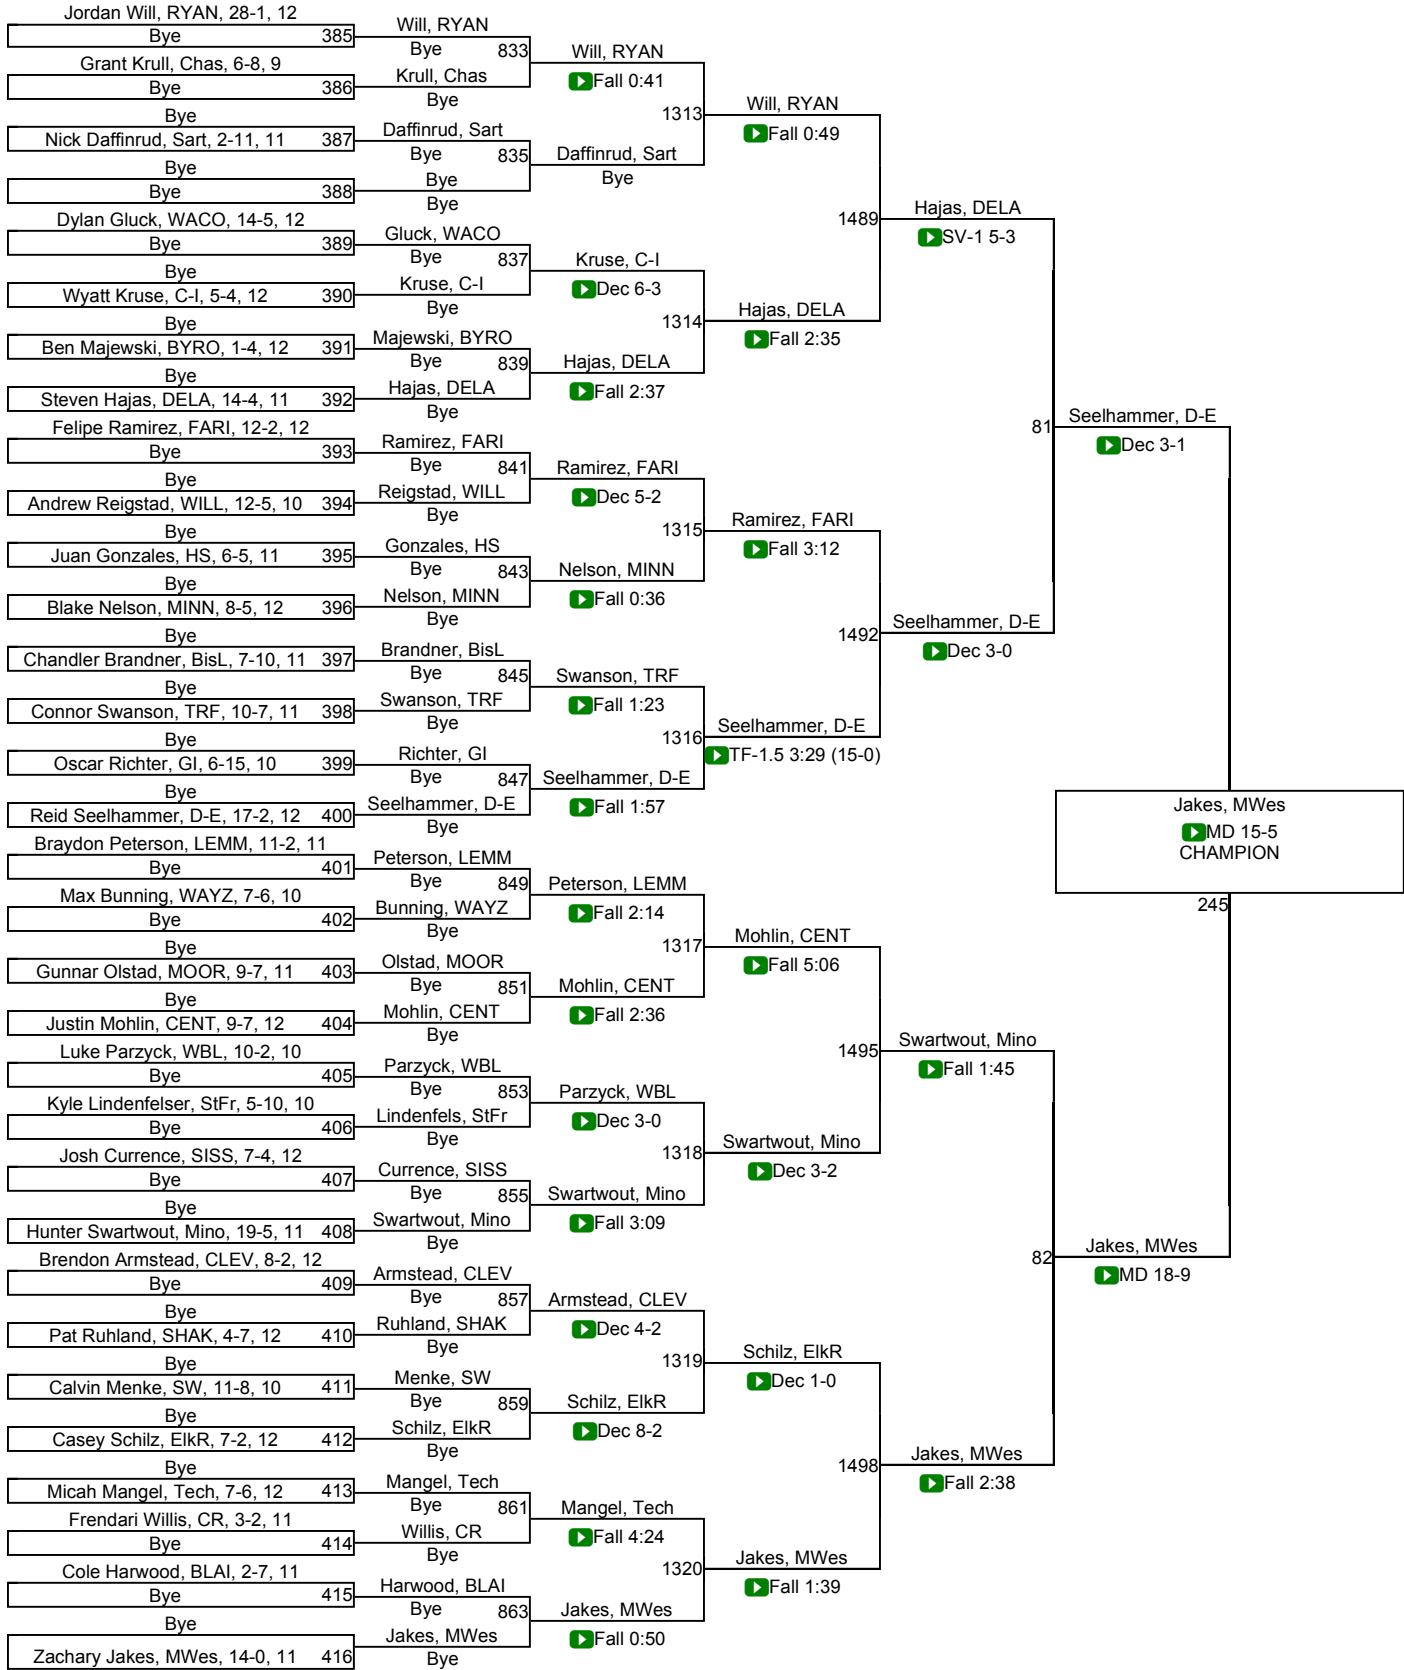 Jordan Will, RYAN, 28-1, 12
Bye 385
Grant Krull, Chas, 6-8, 9
Bye 386
Bye
Nick Daffinrud, Sart, 2-11, 11 387
Bye
Bye 388
Dylan Gluck, WACO, 14-5, 12
Bye 389
Bye
Wyatt Kruse, C-I, 5-4, 12 390
Bye
Ben Majewski, BYRO, 1-4, 12 391
Bye
Steven Hajas, DELA, 14-4, 11 392
Felipe Ramirez, FARI, 12-2, 12
Bye 393
Bye
Andrew Reigstad, WILL, 12-5, 10 394
Bye
Juan Gonzales, HS, 6-5, 11 395
Bye
Blake Nelson, MINN, 8-5, 12 396
Bye
Chandler Brandner, BisL, 7-10, 11 397
Bye
Connor Swanson, TRF, 10-7, 11 398
Bye
Oscar Richter, GI, 6-15, 10 399
Bye
Reid Seelhammer, D-E, 17-2, 12 400
Braydon Peterson, LEMM, 11-2, 11
Bye 401
Max Bunning, WAYZ, 7-6, 10
Bye 402
Bye
Gunnar Olstad, MOOR, 9-7, 11 403
Bye
Justin Mohlin, CENT, 9-7, 12 404
Luke Parzyck, WBL, 10-2, 10
Bye 405
Kyle Lindenfelser, StFr, 5-10, 10
Bye 406
Josh Currence, SISS, 7-4, 12
Bye 407
Bye
Hunter Swartwout, Mino, 19-5, 11 408
Brendon Armstead, CLEV, 8-2, 12
Bye 409
Bye
Pat Ruhland, SHAK, 4-7, 12 410
Bye
Calvin Menke, SW, 11-8, 10 411
Bye
Casey Schilz, ElkR, 7-2, 12 412
Bye
Micah Mangel, Tech, 7-6, 12 413
Frendari Willis, CR, 3-2, 11
Bye 414
Cole Harwood, BLAI, 2-7, 11
Bye 415
Bye
Zachary Jakes, MWes, 14-0, 11 416
Will, RYAN
Bye 833
Krull, Chas
Bye
Daffinrud, Sart
Bye 835
Bye
Bye
Gluck, WACO
Bye 837
Kruse, C-I
Bye
Majewski, BYRO
Bye 839
Hajas, DELA
Bye
Ramirez, FARI
Bye 841
Reigstad, WILL
Bye
Gonzales, HS
Bye 843
Nelson, MINN
Bye
Brandner, BisL
Bye 845
Swanson, TRF
Bye
Richter, GI
Bye 847
Seelhammer, D-E
Bye
Peterson, LEMM
Bye 849
Bunning, WAYZ
Bye
Olstad, MOOR
Bye 851
Mohlin, CENT
Bye
Parzyck, WBL
Bye 853
Lindenfels, StFr
Bye
Currence, SISS
Bye 855
Swartwout, Mino
Bye
Armstead, CLEV
Bye 857
Ruhland, SHAK
Bye
Menke, SW
Bye 859
Schilz, ElkR
Bye
Mangel, Tech
Bye 861
Willis, CR
Bye
Harwood, BLAI
Bye 863
Jakes, MWes
Bye
Will, RYAN
Fall 0:41
1313
Daffinrud, Sart
Bye
Kruse, C-I
Dec 6-3
1314
Hajas, DELA
Fall 2:37
Ramirez, FARI
Dec 5-2
1315
Nelson, MINN
Fall 0:36
Swanson, TRF
Fall 1:23
1316
Seelhammer, D-E
Fall 1:57
Peterson, LEMM
Fall 2:14
1317
Mohlin, CENT
Fall 2:36
Parzyck, WBL
Dec 3-0
1318
Swartwout, Mino
Fall 3:09
Armstead, CLEV
Dec 4-2
1319
Schilz, ElkR
Dec 8-2
Mangel, Tech
Fall 4:24
1320
Jakes, MWes
Fall 0:50
Will, RYAN
Fall 0:49
1489
Hajas, DELA
Fall 2:35
Ramirez, FARI
Fall 3:12
1492
Seelhammer, D-E
TF-1.5 3:29 (15-0)
Mohlin, CENT
Fall 5:06
1495
Swartwout, Mino
Dec 3-2
Schilz, ElkR
Dec 1-0
1498
Jakes, MWes
Fall 1:39
Hajas, DELA
SV-1 5-3
81
Seelhammer, D-E
Dec 3-0
Swartwout, Mino
Fall 1:45
82
Jakes, MWes
Fall 2:38
Seelhammer, D-E
Dec 3-1
Jakes, MWes
MD 18-9
Jakes, MWes
MD 15-5
CHAMPION
245